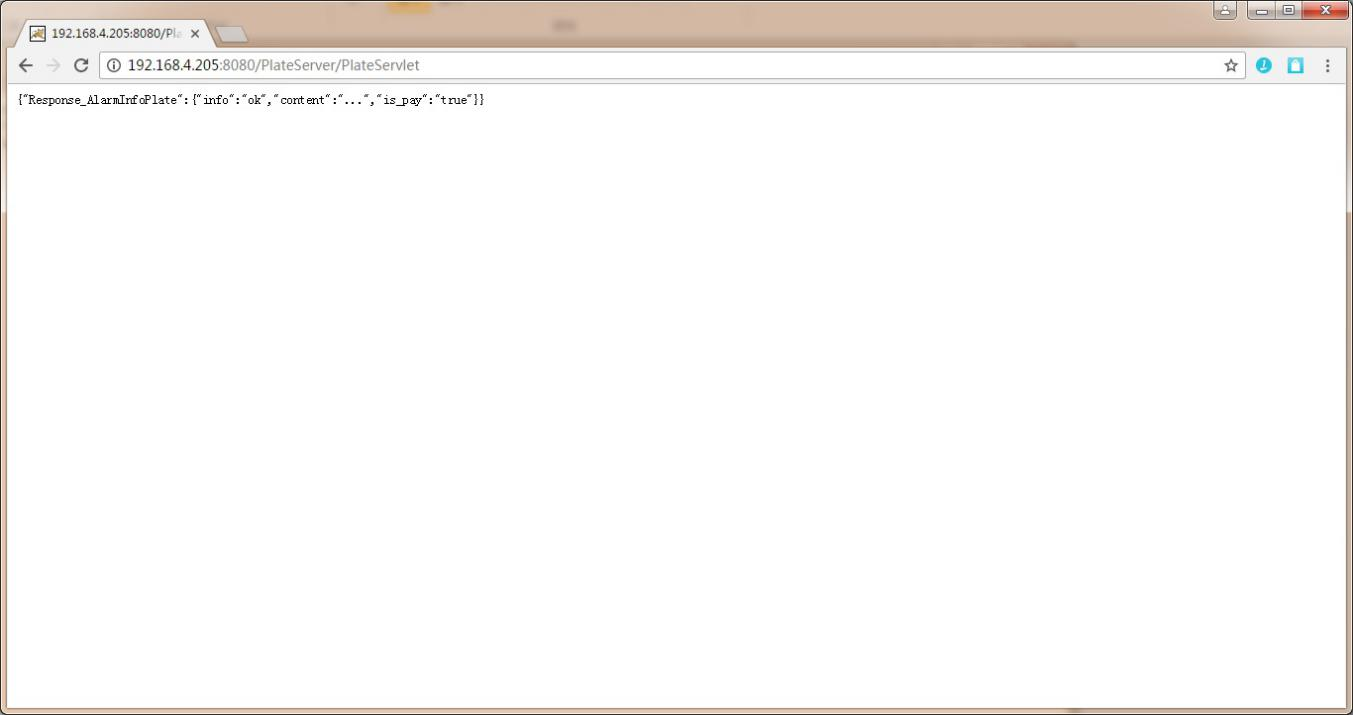 192.168.4.205:8080/Pla
192.168.4.205:8080/PlateServer/PlateServlet
{"Response_AlarmInfoPlate":{"info":"ok","content":"...","is_pay":"true"}}